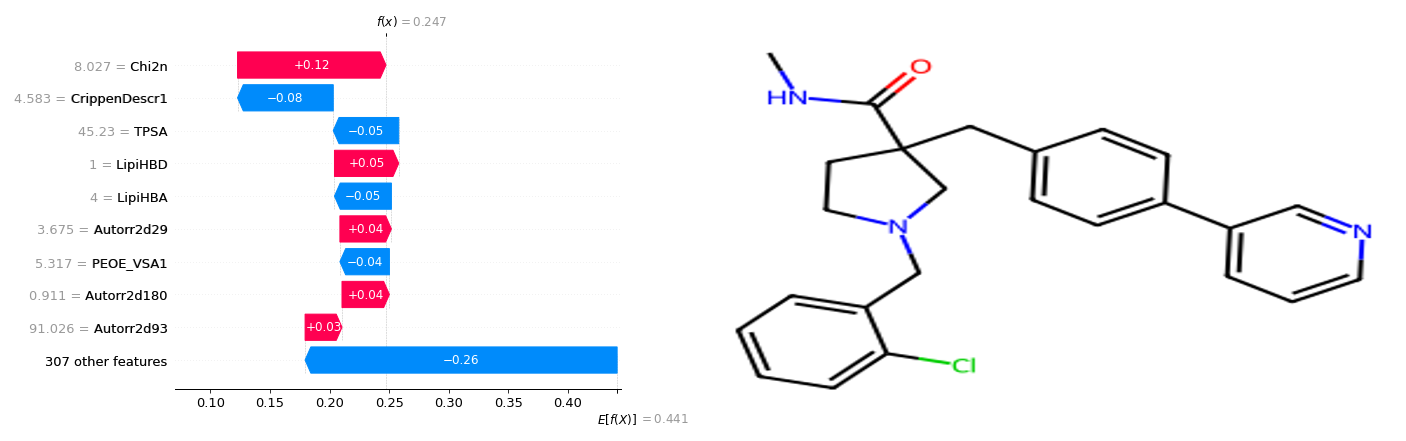 f(x) = 0.247
8.027 = Chi2n
+0.12
4.583 = CrippenDescr1
−0.08
45.23 = TPSA
−0.05
1 = LipiHBD
+0.05
4 = LipiHBA
−0.05
3.675 = Autorr2d29
+0.04
5.317 = PEOE_VSA1
−0.04
0.911 = Autorr2d180
+0.04
91.026 = Autorr2d93
+0.03
307 other features
−0.26
0.10 0.15 0.20 0.25 0.30 0.35 0.40
E[f(X)] = 0.441
O
HN
N
N
Cl